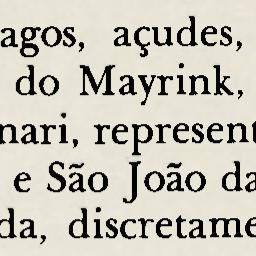 agos, açudes,
do Mayrink,
nari, represent
e São João da
da, discretame